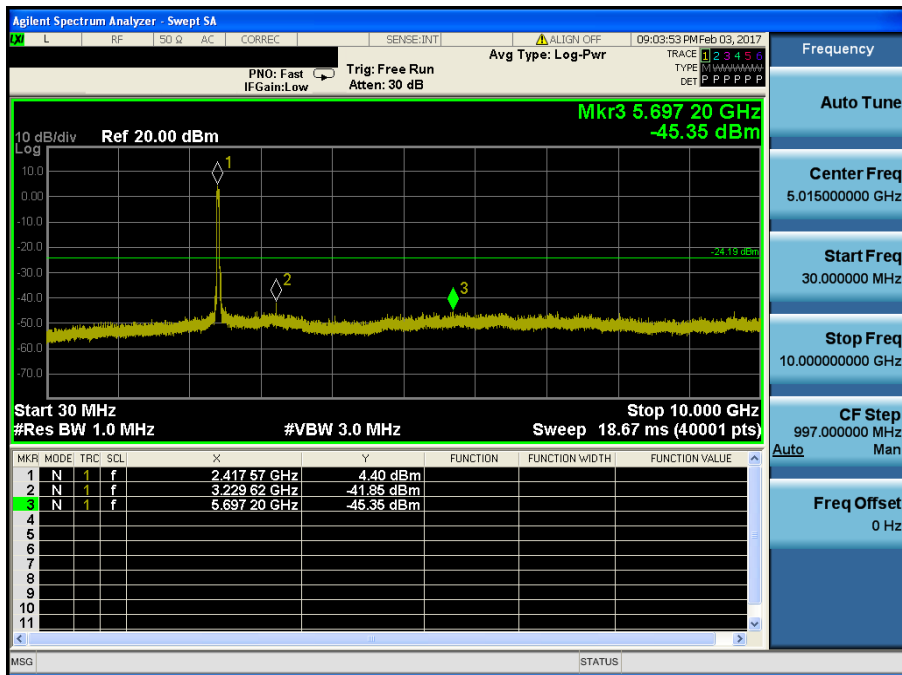 Agilent Spectrum Analyzer - Swept SA
LXI L RF 50 Ω AC CORREC SENSE:INT ALIGN OFF 09:03:53 PM Feb 03, 2017
Avg Type: Log-Pwr TRACE 1 2 3 4 5 6
PNO: Fast Trig: Free Run TYPE M WWWWW
IFGain:Low Atten: 30 dB DET P P P P P P
Frequency
Auto Tune
Center Freq
5.015000000 GHz
Start Freq
30.000000 MHz
Stop Freq
10.000000000 GHz
CF Step
997.000000 MHz
Auto Man
Freq Offset
0 Hz
Mkr3 5.697 20 GHz
-45.35 dBm
10 dB/div Ref 20.00 dBm
Log
10.0
0.00
-10.0
-20.0
-30.0
-40.0
-50.0
-60.0
-70.0
1
2
3
-24.19 dBm
Start 30 MHz Stop 10.000 GHz
#Res BW 1.0 MHz #VBW 3.0 MHz Sweep 18.67 ms (40001 pts)
MKR MODE TRC SCL X Y FUNCTION FUNCTION WIDTH FUNCTION VALUE
1 N 1 f 2.417 57 GHz 4.40 dBm
2 N 1 f 3.229 62 GHz -41.85 dBm
3 N 1 f 5.697 20 GHz -45.35 dBm
4
5
6
7
8
9
10
11
MSG STATUS